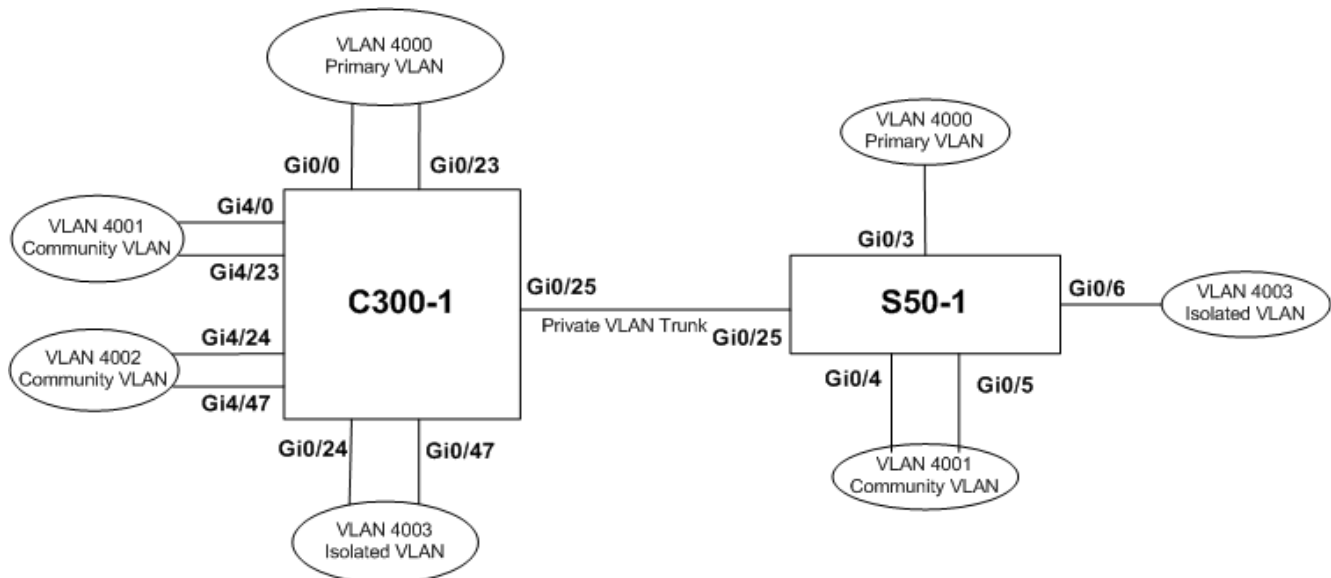 VLAN 4000
Primary VLAN
VLAN 4000
Primary VLAN
Gi0/0
Gi0/23
Gi4/0
VLAN 4001
Community VLAN
Gi4/23
Gi0/3
Gi0/25
C300-1
S50-1
Gi0/6
VLAN 4003
Isolated VLAN
Private VLAN Trunk
Gi0/25
Gi4/24
VLAN 4002
Community VLAN
Gi4/47
Gi0/4
Gi0/5
Gi0/24
Gi0/47
VLAN 4001
Community VLAN
VLAN 4003
Isolated VLAN